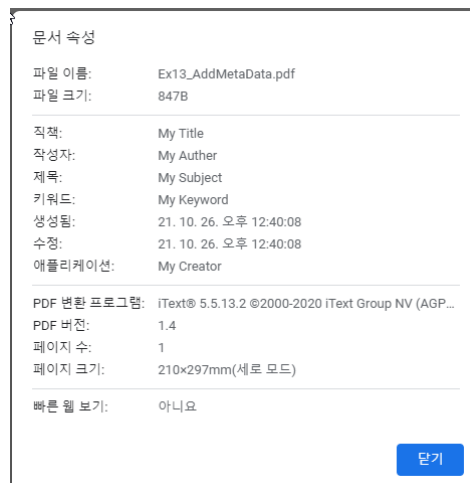 문서 속성
파일 이름: Ex13_AddMetaData.pdf
파일 크기: 847B
직책: My Title
작성자: My Auther
제목: My Subject
키워드: My Keyword
생성됨: 21. 10. 26. 오후 12:40:08
수정: 21. 10. 26. 오후 12:40:08
애플리케이션: My Creator
PDF 변환 프로그램: iText® 5.5.13.2 ©2000-2020 iText Group NV (AGP...
PDF 버전: 1.4
페이지 수: 1
페이지 크기: 210×297mm(세로 모드)
빠른 웹 보기: 아니요
닫기